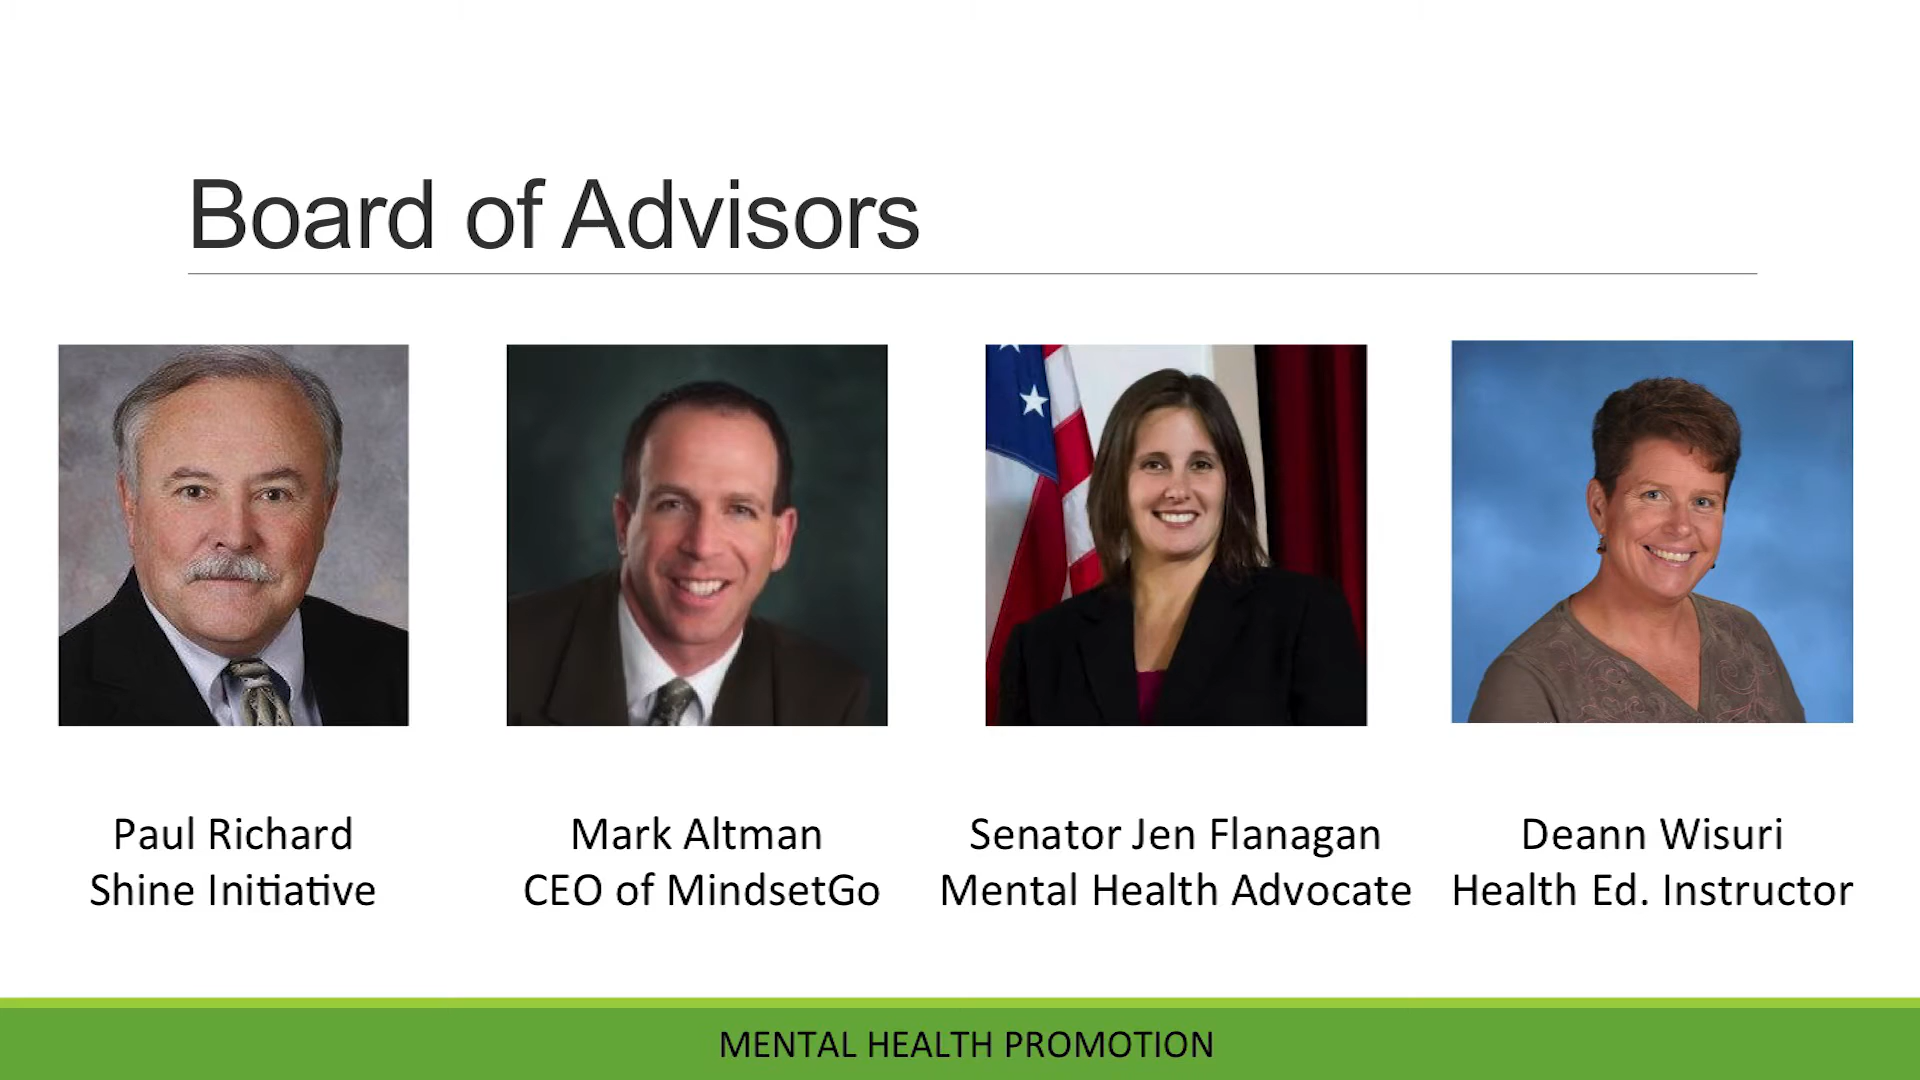 Board of Advisors
Paul Richard
Shine Initiative
Mark Altman
CEO of MindsetGo
Senator Jen Flanagan
Mental Health Advocate
Deann Wisuri
Health Ed. Instructor
MENTAL HEALTH PROMOTION